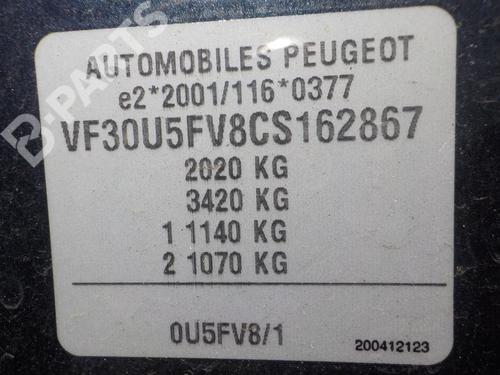 B-PARTS
AUTOMOBILES PEUGEOT
e2*2001/116*0377
VF30U5FV8CS162867
2020 KG
3420 KG
1 1140 KG
2 1070 KG
0U5FV8/1
200412123